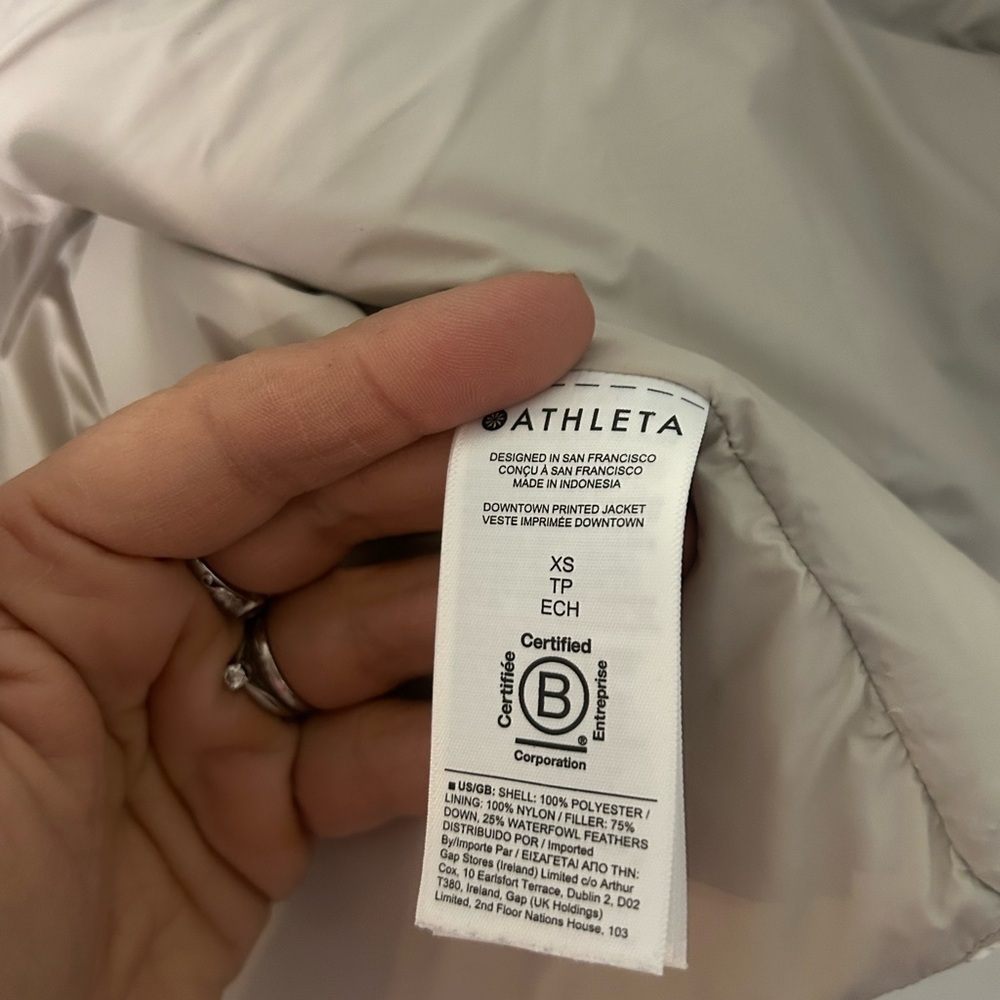 ATHLETA
DESIGNED IN SAN FRANCISCO
CONÇU À SAN FRANCISCO
MADE IN INDONESIA
DOWNTOWN PRINTED JACKET
VESTE IMPRIMÉE DOWNTOWN
XS
TP
ECH
Certified
Certifiée
B
Entreprise
®
Corporation
■ US/GB: SHELL: 100% POLYESTER /
LINING: 100% NYLON / FILLER: 75%
DOWN, 25% WATERFOWL FEATHERS
DISTRIBUIDO POR / Imported
By/Importe Par / ΕΙΣΑΓΕΤΑΙ ΑΠΟ ΤΗΝ:
Gap Stores (Ireland) Limited c/o Arthur
Cox, 10 Earlsfort Terrace, Dublin 2, D02
T380, Ireland, Gap (UK Holdings)
Limited, 2nd Floor Nations House, 103